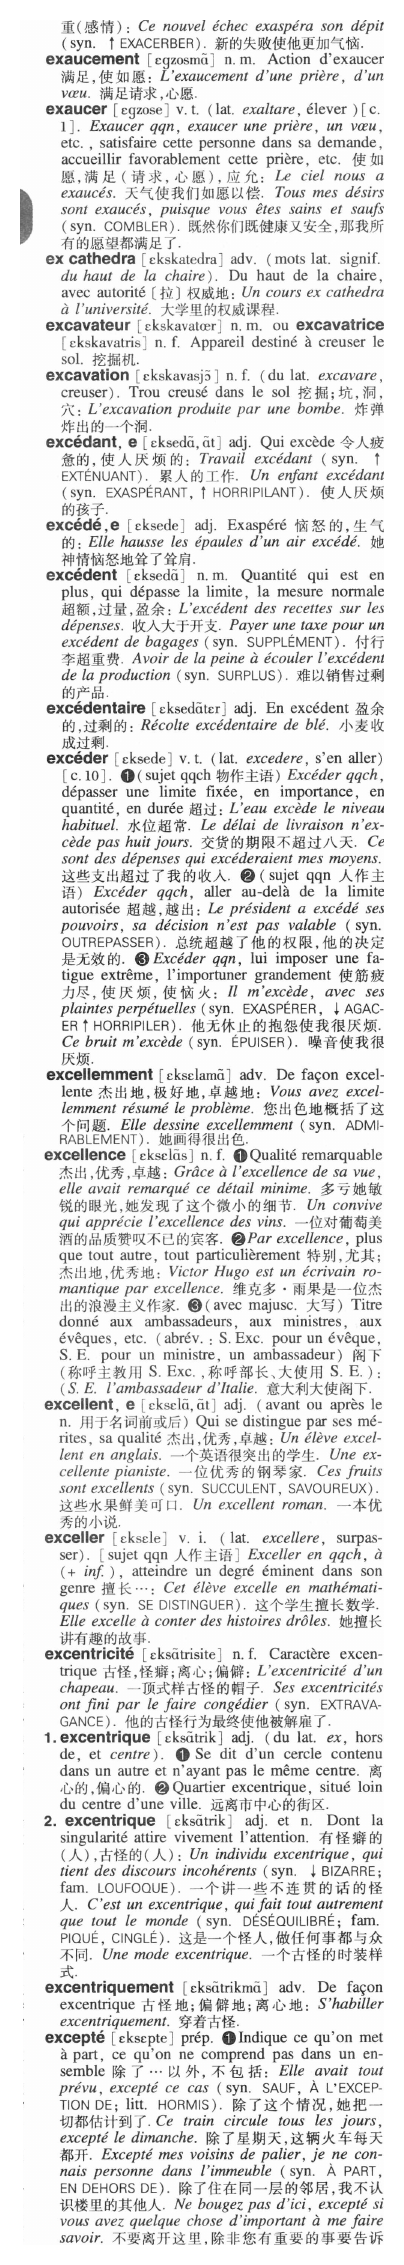 重(感情): Ce nouvel échec exaspéra son dépit
(syn. ↑ EXACERBER). 新的失败使他更加气恼.
exaucement [ɛgzosmɑ̃] n. m. Action d'exaucer
满足,使如愿: L'exaucement d'une prière, d'un
vœu. 满足请求,心愿.
exaucer [ɛgzose] v. t. (lat. exaltare, élever )[c.
1]. Exaucer qqn, exaucer une prière, un vœu,
etc. , satisfaire cette personne dans sa demande,
accueillir favorablement cette prière, etc. 使如
愿,满足(请求,心愿),应允: Le ciel nous a
exaucés. 天气使我们如愿以偿. Tous mes désirs
sont exaucés, puisque vous êtes sains et saufs
(syn. COMBLER). 既然你们既健康又安全,那我所
有的愿望都满足了.
ex cathedra [ɛkskatedra] adv. (mots lat. signif.
du haut de la chaire). Du haut de la chaire,
avec autorité〔拉〕权威地: Un cours ex cathedra
à l'université. 大学里的权威课程.
excavateur [ɛkskavatœr] n. m. ou excavatrice
[ɛkskavatris] n. f. Appareil destiné à creuser le
sol. 挖掘机.
excavation [ɛkskavasjɔ̃] n. f. (du lat. excavare,
creuser). Trou creusé dans le sol 挖掘;坑,洞,
穴: L'excavation produite par une bombe. 炸弹
炸出的一个洞.
excédant, e [ɛksedɑ̃, ɑ̃t] adj. Qui excède 令人疲
惫的,使人厌烦的: Travail excédant (syn. ↑
EXTÉNUANT). 累人的工作. Un enfant excédant
(syn. EXASPÉRANT, ↑ HORRIPILANT). 使人厌烦
的孩子.
excédé,e [ɛksede] adj. Exaspéré 恼怒的,生气
的: Elle hausse les épaules d'un air excédé. 她
神情恼怒地耸了耸肩.
excédent [ɛksedɑ̃] n. m. Quantité qui est en
plus, qui dépasse la limite, la mesure normale
超额,过量,盈余: L'excédent des recettes sur les
dépenses. 收入大于开支. Payer une taxe pour un
excédent de bagages (syn. SUPPLÉMENT). 付行
李超重费. Avoir de la peine à écouler l'excédent
de la production (syn. SURPLUS). 难以销售过剩
的产品.
excédentaire [ɛksedɑ̃tɛr] adj. En excédent 盈余
的,过剩的: Récolte excédentaire de blé. 小麦收
成过剩.
excéder [ɛksede] v. t. (lat. excedere, s'en aller)
[c. 10]. ❶(sujet qqch 物作主语) Excéder qqch,
dépasser une limite fixée, en importance, en
quantité, en durée 超过: L'eau excède le niveau
habituel. 水位超常. Le délai de livraison n'ex-
cède pas huit jours. 交货的期限不超过八天. Ce
sont des dépenses qui excéderaient mes moyens.
这些支出超过了我的收入. ❷(sujet qqn 人作主
语) Excéder qqch, aller au-delà de la limite
autorisée 超越,越出: Le président a excédé ses
pouvoirs, sa décision n'est pas valable (syn.
OUTREPASSER). 总统超越了他的权限,他的决定
是无效的. ❸Excéder qqn, lui imposer une fa-
tigue extrême, l'importuner grandement 使筋疲
力尽,使厌烦,使恼火: Il m'excède, avec ses
plaintes perpétuelles (syn. EXASPÉRER, ↓ AGAC-
ER ↑ HORRIPILER). 他无休止的抱怨使我很厌烦.
Ce bruit m'excède (syn. ÉPUISER). 噪音使我很
厌烦.
excellemment [ɛksɛlamɑ̃] adv. De façon excel-
lente 杰出地,极好地,卓越地: Vous avez excel-
lemment résumé le problème. 您出色地概括了这
个问题. Elle dessine excellemment (syn. ADMI-
RABLEMENT). 她画得很出色.
excellence [ɛksɛlɑ̃s] n. f. ❶Qualité remarquable
杰出,优秀,卓越: Grâce à l'excellence de sa vue,
elle avait remarqué ce détail minime. 多亏她敏
锐的眼光,她发现了这个微小的细节. Un convive
qui apprécie l'excellence des vins. 一位对葡萄美
酒的品质赞叹不已的宾客. ❷Par excellence, plus
que tout autre, tout particulièrement 特别,尤其;
杰出地,优秀地: Victor Hugo est un écrivain ro-
mantique par excellence. 维克多·雨果是一位杰
出的浪漫主义作家. ❸(avec majusc. 大写) Titre
donné aux ambassadeurs, aux ministres, aux
évêques, etc. (abrév. : S. Exc. pour un évêque,
S. E. pour un ministre, un ambassadeur) 阁下
(称呼主教用 S. Exc. ,称呼部长、大使用 S. E. ):
(S. E. l'ambassadeur d'Italie. 意大利大使阁下.
excellent, e [ɛksɛlɑ̃, ɑ̃t] adj. (avant ou après le
n. 用于名词前或后) Qui se distingue par ses mé-
rites, sa qualité 杰出,优秀,卓越: Un élève excel-
lent en anglais. 一个英语很突出的学生. Une ex-
cellente pianiste. 一位优秀的钢琴家. Ces fruits
sont excellents (syn. SUCCULENT, SAVOUREUX).
这些水果鲜美可口. Un excellent roman. 一本优
秀的小说.
exceller [ɛksɛle] v. i. ( lat. excellere, surpas-
ser). [sujet qqn 人作主语] Exceller en qqch, à
(+ inf. ), atteindre un degré éminent dans son
genre 擅长…: Cet élève excelle en mathémati-
ques (syn. SE DISTINGUER). 这个学生擅长数学.
Elle excelle à conter des histoires drôles. 她擅长
讲有趣的故事.
excentricité [ɛksɑ̃trisite] n. f. Caractère excen-
trique 古怪,怪癖;离心;偏僻: L'excentricité d'un
chapeau. 一顶式样古怪的帽子. Ses excentricités
ont fini par le faire congédier (syn. EXTRAVA-
GANCE). 他的古怪行为最终使他被解雇了.
1. excentrique [ɛksɑ̃trik] adj. (du lat. ex, hors
de, et centre). ❶ Se dit d'un cercle contenu
dans un autre et n'ayant pas le même centre. 离
心的,偏心的. ❷Quartier excentrique, situé loin
du centre d'une ville. 远离市中心的街区.
2. excentrique [ɛksɑ̃trik] adj. et n. Dont la
singularité attire vivement l'attention. 有怪癖的
(人),古怪的(人): Un individu excentrique, qui
tient des discours incohérents (syn. ↓ BIZARRE;
fam. LOUFOQUE). 一个讲一些不连贯的话的怪
人. C'est un excentrique, qui fait tout autrement
que tout le monde (syn. DÉSÉQUILIBRÉ; fam.
PIQUÉ, CINGLÉ). 这是一个怪人,做任何事都与众
不同. Une mode excentrique. 一个古怪的时装样
式.
excentriquement [ɛksɑ̃trikmɑ̃] adv. De façon
excentrique 古怪地;偏僻地;离心地: S'habiller
excentriquement. 穿着古怪.
excepté [ɛksɛpte] prép. ❶Indique ce qu'on met
à part, ce qu'on ne comprend pas dans un en-
semble 除了…以外,不包括: Elle avait tout
prévu, excepté ce cas (syn. SAUF, À L'EXCEP-
TION DE; litt. HORMIS). 除了这个情况,她把一
切都估计到了. Ce train circule tous les jours,
excepté le dimanche. 除了星期天,这辆火车每天
都开. Excepté mes voisins de palier, je ne con-
nais personne dans l'immeuble (syn. À PART,
EN DEHORS DE). 除了住在同一层的邻居,我不认
识楼里的其他人. Ne bougez pas d'ici, excepté si
vous avez quelque chose d'important à me faire
savoir. 不要离开这里,除非您有重要的事要告诉